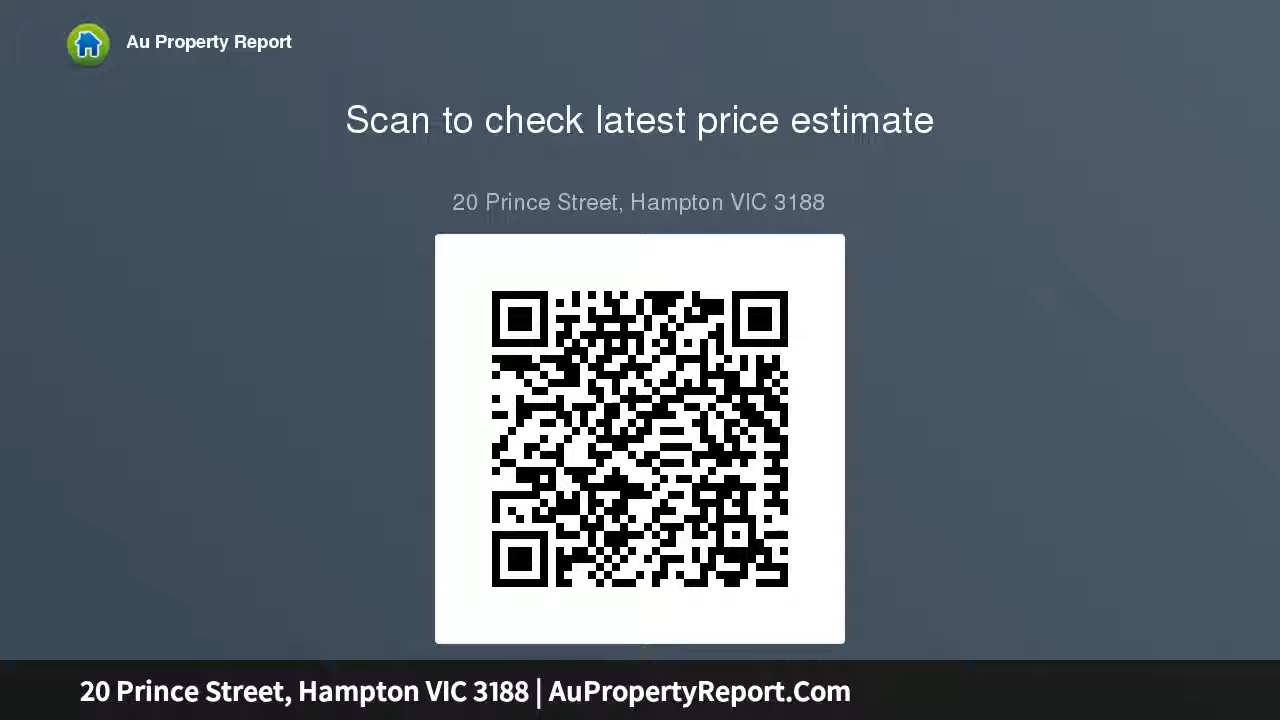 Au Property Report
Scan to check latest price estimate
20 Prince Street, Hampton VIC 3188
20 Prince Street, Hampton VIC 3188 | AuPropertyReport.Com